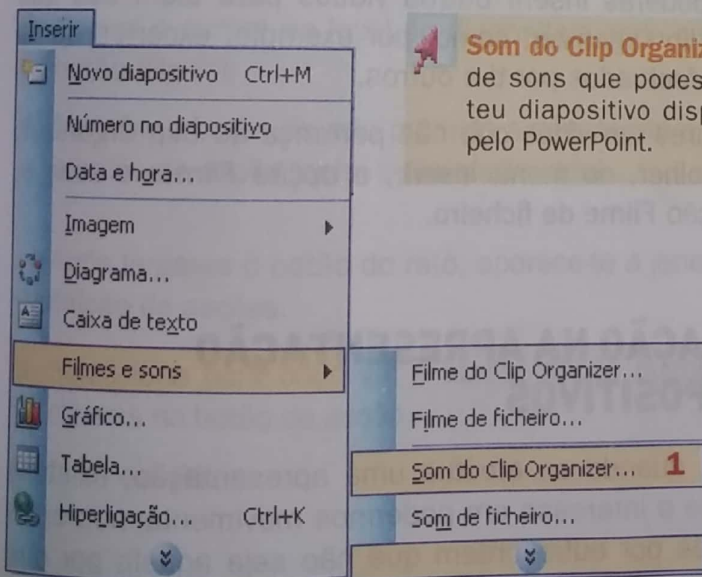 Inserir
Novo diapositivo Ctrl+M
Número no diapositivo
Data e hora...
Imagem
Diagrama...
Caixa de texto
Filmes e sons
Gráfico...
Tabela...
Hiperligação... Ctrl+K
Som do Clip Organiz
de sons que podes
teu diapositivo disp
pelo PowerPoint.
Filme do Clip Organizer...
Filme de ficheiro...
Som do Clip Organizer... 1
Som de ficheiro...